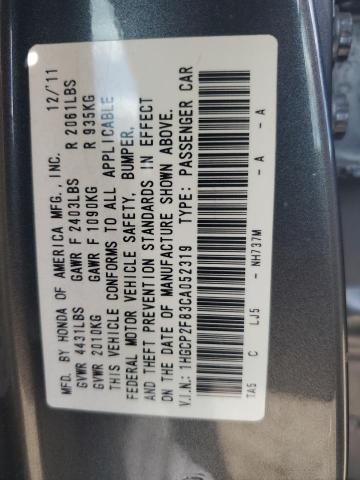 MFD. BY HONDA OF AMERICA MFG., INC. 12/'11
GVWR 4431LBS GAWR F 2403LBS R 2061LBS
GVWR 2010KG GAWR F 1090KG R 935KG
THIS VEHICLE CONFORMS TO ALL APPLICABLE
FEDERAL MOTOR VEHICLE SAFETY, BUMPER,
AND THEFT PREVENTION STANDARDS IN EFFECT
ON THE DATE OF MANUFACTURE SHOWN ABOVE.
V.I.N.: 1HGCP2F83CA052319 TYPE: PASSENGER CAR
TA5 C LJ5 - NH737M - A - A